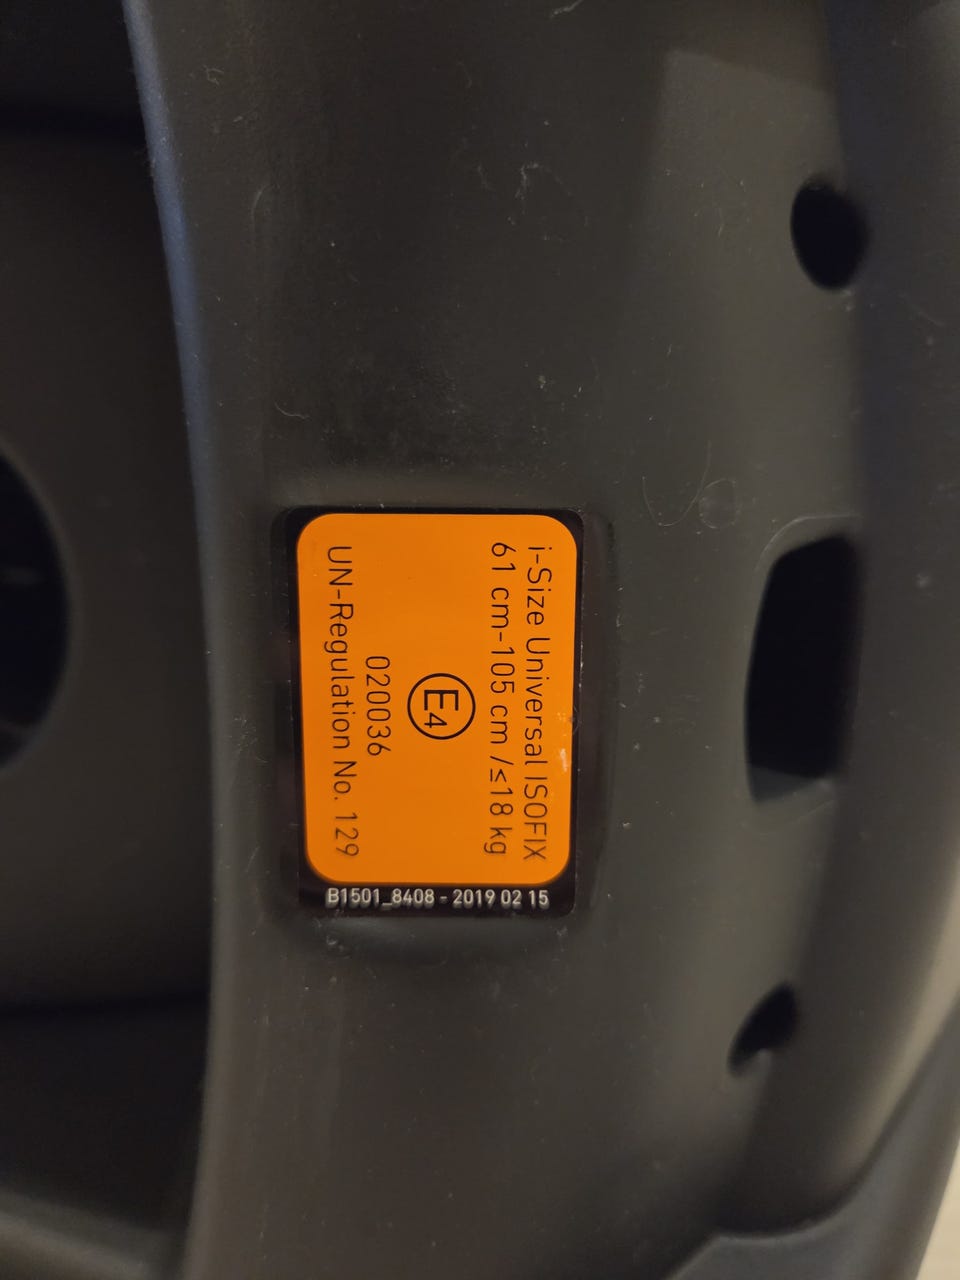 i-Size Universal ISOFIX
61 cm-105 cm /≤18 kg
E4
020036
UN-Regulation No. 129
B1501_8408 - 2019 02 15